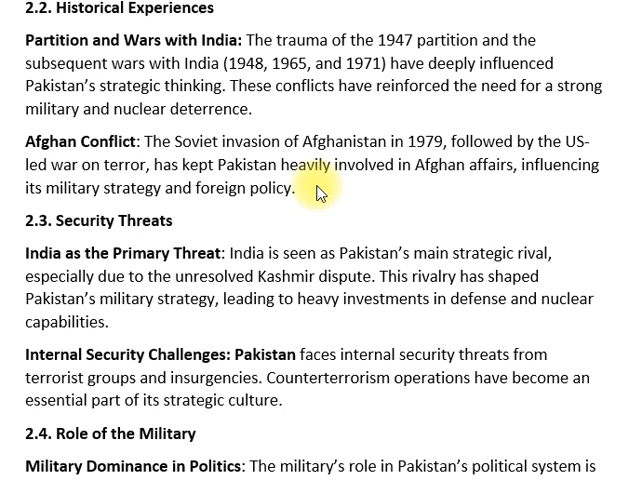 2.2. Historical Experiences
Partition and Wars with India: The trauma of the 1947 partition and the
subsequent wars with India (1948, 1965, and 1971) have deeply influenced
Pakistan’s strategic thinking. These conflicts have reinforced the need for a strong
military and nuclear deterrence.
Afghan Conflict: The Soviet invasion of Afghanistan in 1979, followed by the US-
led war on terror, has kept Pakistan heavily involved in Afghan affairs, influencing
its military strategy and foreign policy.
2.3. Security Threats
India as the Primary Threat: India is seen as Pakistan’s main strategic rival,
especially due to the unresolved Kashmir dispute. This rivalry has shaped
Pakistan’s military strategy, leading to heavy investments in defense and nuclear
capabilities.
Internal Security Challenges: Pakistan faces internal security threats from
terrorist groups and insurgencies. Counterterrorism operations have become an
essential part of its strategic culture.
2.4. Role of the Military
Military Dominance in Politics: The military’s role in Pakistan’s political system is